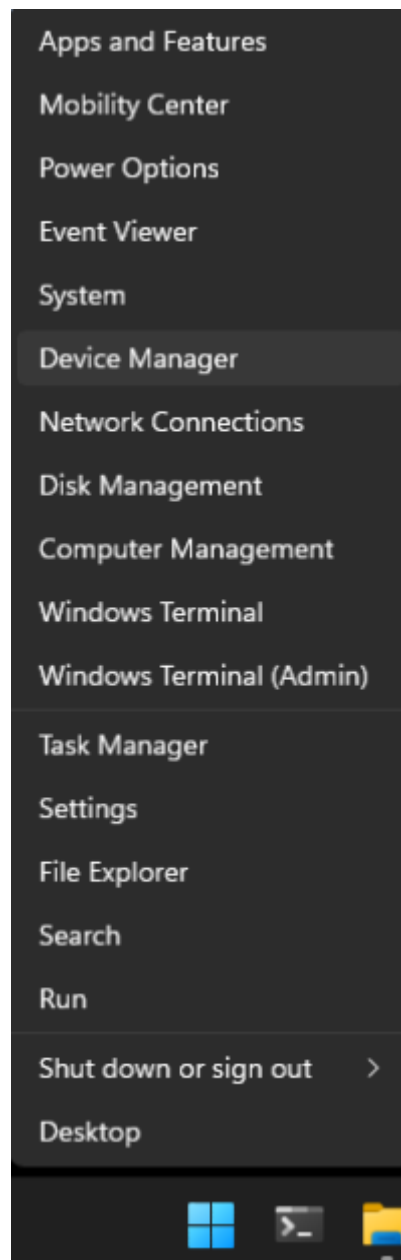 Apps and Features
Mobility Center
Power Options
Event Viewer
System
Device Manager
Network Connections
Disk Management
Computer Management
Windows Terminal
Windows Terminal (Admin)
Task Manager
Settings
File Explorer
Search
Run
Shut down or sign out
Desktop